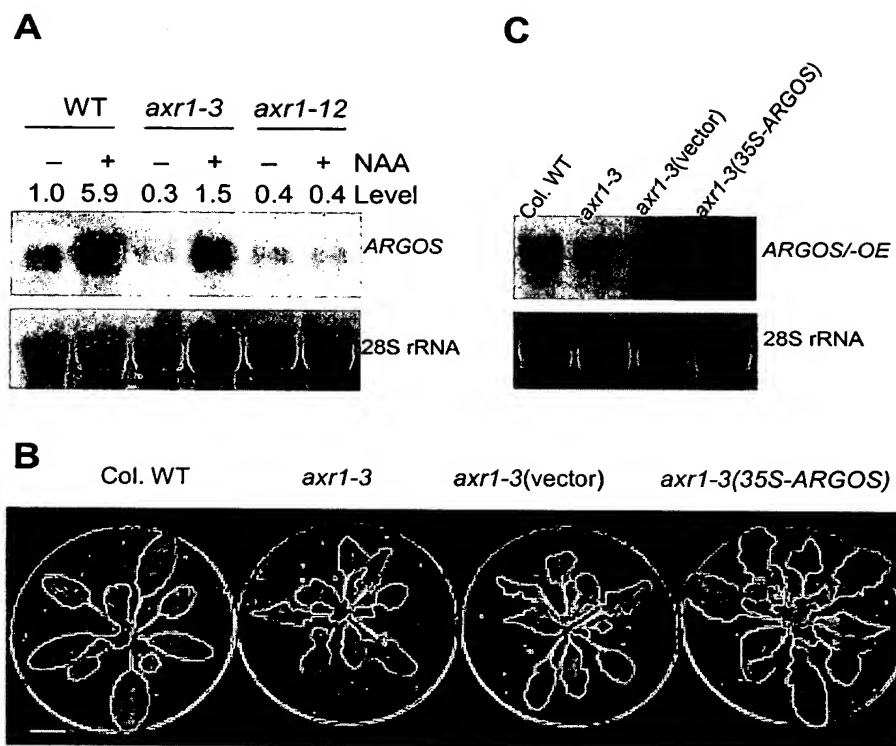 A
WT axr1-3 axr1-12
– + – + – + NAA
1.0 5.9 0.3 1.5 0.4 0.4 Level
ARGOS
28S rRNA
C
Col. WT
axr1-3
axr1-3(vector)
axr1-3(35S-ARGOS)
ARGOS/-OE
28S rRNA
B
Col. WT axr1-3 axr1-3(vector) axr1-3(35S-ARGOS)